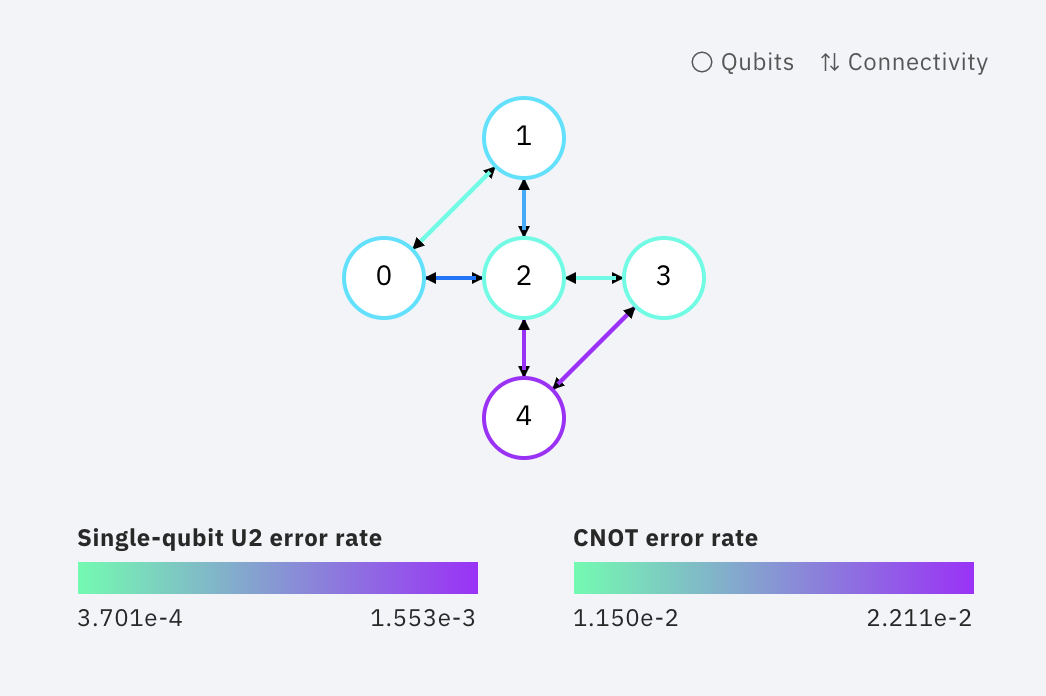 Qubits Connectivity
1
0 2 3
4
Single-qubit U2 error rate CNOT error rate
3.701e-4 1.553e-3 1.150e-2 2.211e-2